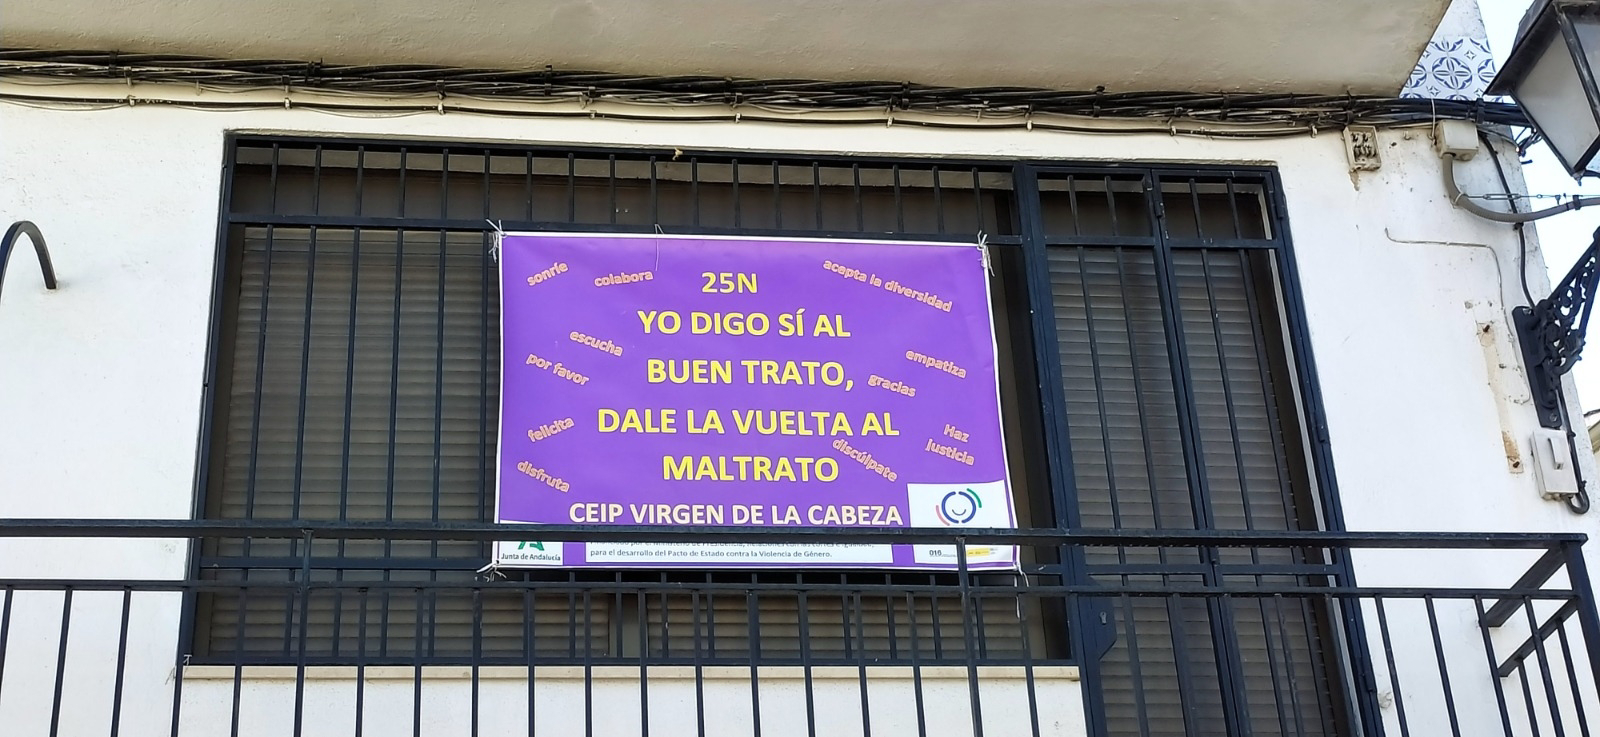 sonríe
colabora
25N
acepta la diversidad
YO DIGO SÍ AL
escucha
BUEN TRATO,
empatiza
por favor
gracias
felicita
DALE LA VUELTA AL
Haz
justicia
discúlpate
MALTRATO
disfruta
CEIP VIRGEN DE LA CABEZA
Junta de Andalucía
para el desarrollo del Pacto de Estado contra la Violencia de Género.
016